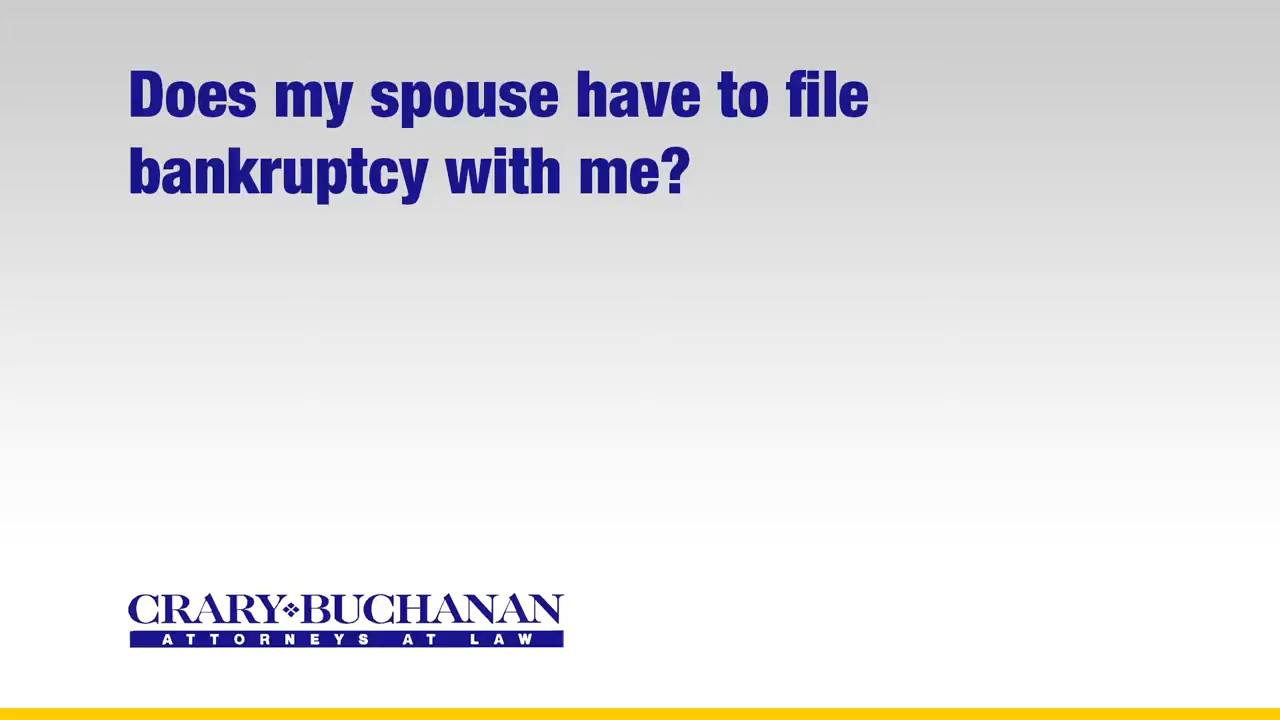 Does my spouse have to file
bankruptcy with me?
CRARY❖BUCHANAN
ATTORNEYS AT LAW